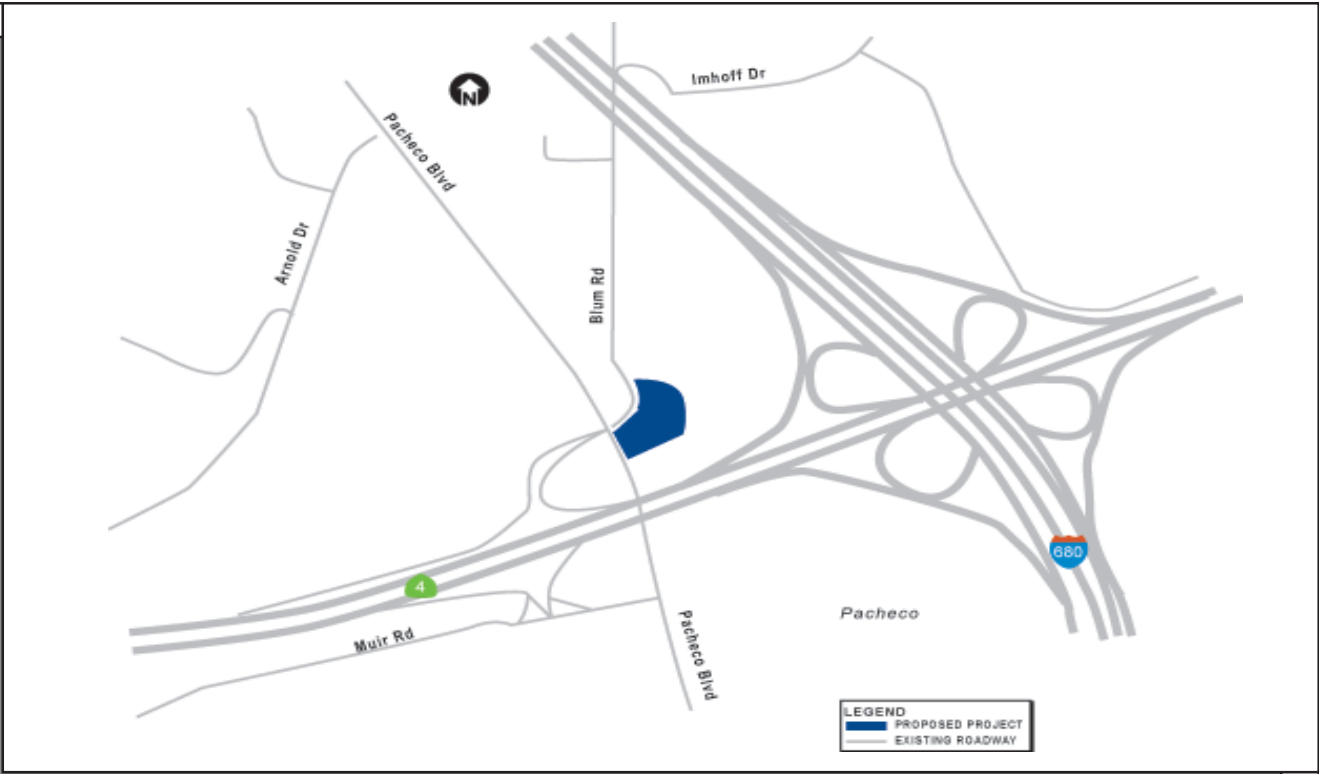 Imhoff Dr
N
Pacheco Blvd
Arnold Dr
Blum Rd
680
4
Pacheco
Muir Rd
Pacheco Blvd
LEGEND
PROPOSED PROJECT
EXISTING ROADWAY